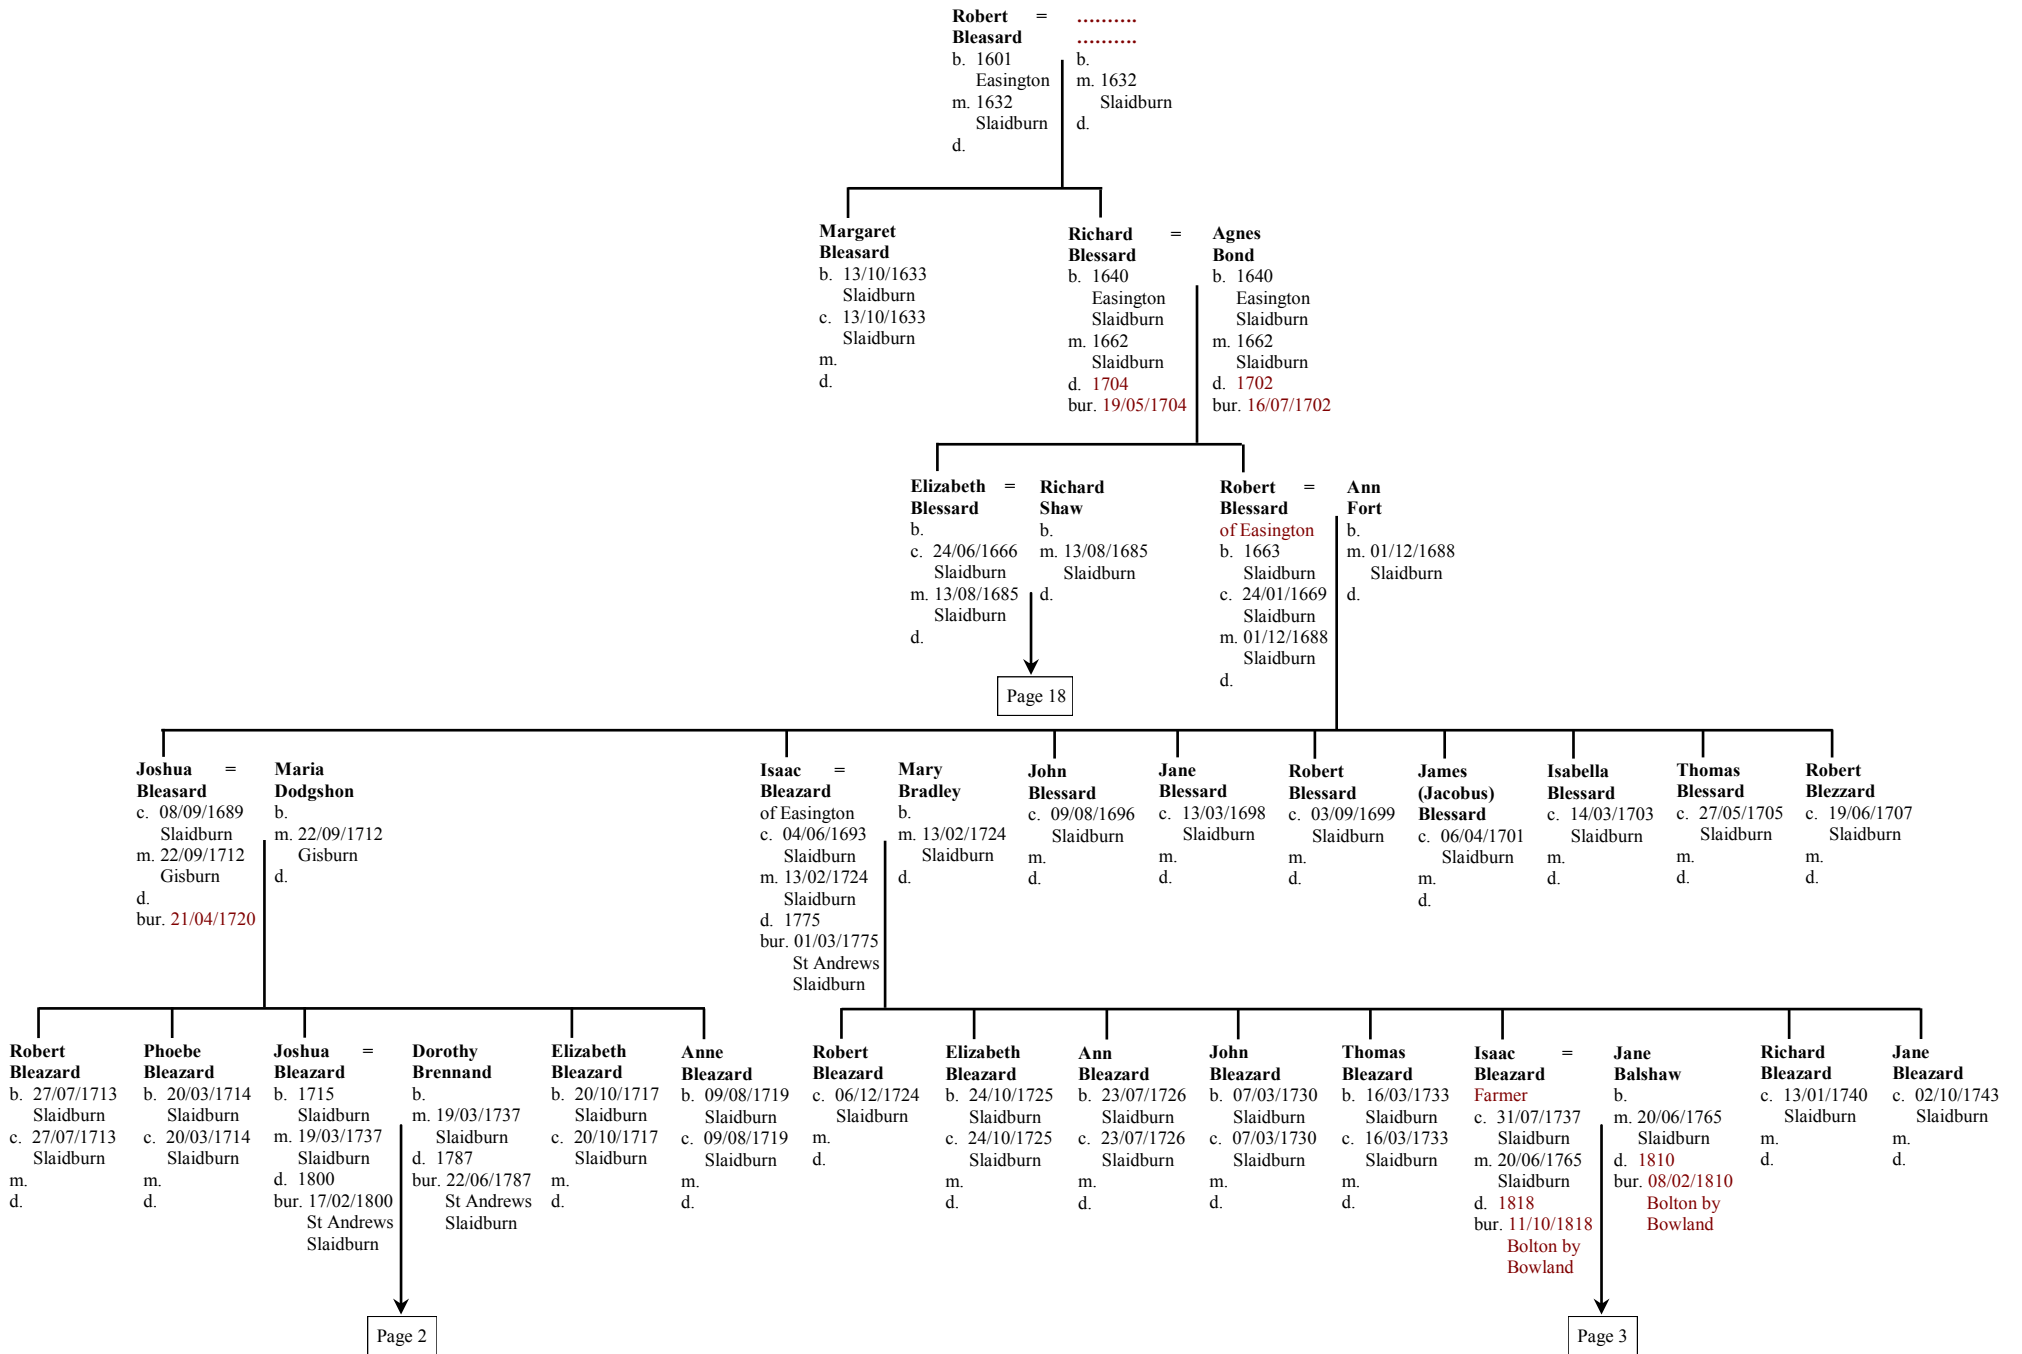 Robert = ..........
Bleasard ..........
b. 1601
Easington
m. 1632
Slaidburn
d.
b.
m. 1632
Slaidburn
d.
Margaret
Bleasard
b. 13/10/1633
Slaidburn
c. 13/10/1633
Slaidburn
m.
d.
Richard =
Blessard
b. 1640
Easington
Slaidburn
m. 1662
Slaidburn
d. 1704
bur. 19/05/1704
Agnes
Bond
b. 1640
Easington
Slaidburn
m. 1662
Slaidburn
d. 1702
bur. 16/07/1702
Elizabeth =
Blessard
b.
c. 24/06/1666
Slaidburn
m. 13/08/1685
Slaidburn
d.
Richard
Shaw
b.
m. 13/08/1685
Slaidburn
d.
Page 18
Robert =
Blessard
of Easington
b. 1663
Slaidburn
c. 24/01/1669
Slaidburn
m. 01/12/1688
Slaidburn
d.
Ann
Fort
b.
m. 01/12/1688
Slaidburn
d.
Joshua =
Bleasard
c. 08/09/1689
Slaidburn
m. 22/09/1712
Gisburn
d.
bur. 21/04/1720
Maria
Dodgshon
b.
m. 22/09/1712
Gisburn
d.
Isaac =
Bleazard
of Easington
c. 04/06/1693
Slaidburn
m. 13/02/1724
Slaidburn
d. 1775
bur. 01/03/1775
St Andrews
Slaidburn
Mary
Bradley
b.
m. 13/02/1724
Slaidburn
d.
John
Blessard
c. 09/08/1696
Slaidburn
m.
d.
Jane
Blessard
c. 13/03/1698
Slaidburn
m.
d.
Robert
Blessard
c. 03/09/1699
Slaidburn
m.
d.
James
(Jacobus)
Blessard
c. 06/04/1701
Slaidburn
m.
d.
Isabella
Blessard
c. 14/03/1703
Slaidburn
m.
d.
Thomas
Blessard
c. 27/05/1705
Slaidburn
m.
d.
Robert
Blezzard
c. 19/06/1707
Slaidburn
m.
d.
Robert
Bleazard
b. 27/07/1713
Slaidburn
c. 27/07/1713
Slaidburn
m.
d.
Phoebe
Bleazard
b. 20/03/1714
Slaidburn
c. 20/03/1714
Slaidburn
m.
d.
Joshua =
Bleazard
b. 1715
Slaidburn
m. 19/03/1737
Slaidburn
d. 1800
bur. 17/02/1800
St Andrews
Slaidburn
Dorothy
Brennand
b.
m. 19/03/1737
Slaidburn
d. 1787
bur. 22/06/1787
St Andrews
Slaidburn
Elizabeth
Bleazard
b. 20/10/1717
Slaidburn
c. 20/10/1717
Slaidburn
m.
d.
Anne
Bleazard
b. 09/08/1719
Slaidburn
c. 09/08/1719
Slaidburn
m.
d.
Robert
Bleazard
c. 06/12/1724
Slaidburn
m.
d.
Elizabeth
Bleazard
b. 24/10/1725
Slaidburn
c. 24/10/1725
Slaidburn
m.
d.
Ann
Bleazard
b. 23/07/1726
Slaidburn
c. 23/07/1726
Slaidburn
m.
d.
John
Bleazard
b. 07/03/1730
Slaidburn
c. 07/03/1730
Slaidburn
m.
d.
Thomas
Bleazard
b. 16/03/1733
Slaidburn
c. 16/03/1733
Slaidburn
m.
d.
Isaac =
Bleazard
Farmer
c. 31/07/1737
Slaidburn
m. 20/06/1765
Slaidburn
d. 1818
bur. 11/10/1818
Bolton by
Bowland
Jane
Balshaw
b.
m. 20/06/1765
Slaidburn
d. 1810
bur. 08/02/1810
Bolton by
Bowland
Richard
Bleazard
c. 13/01/1740
Slaidburn
m.
d.
Jane
Bleazard
c. 02/10/1743
Slaidburn
m.
d.
Page 2
Page 3